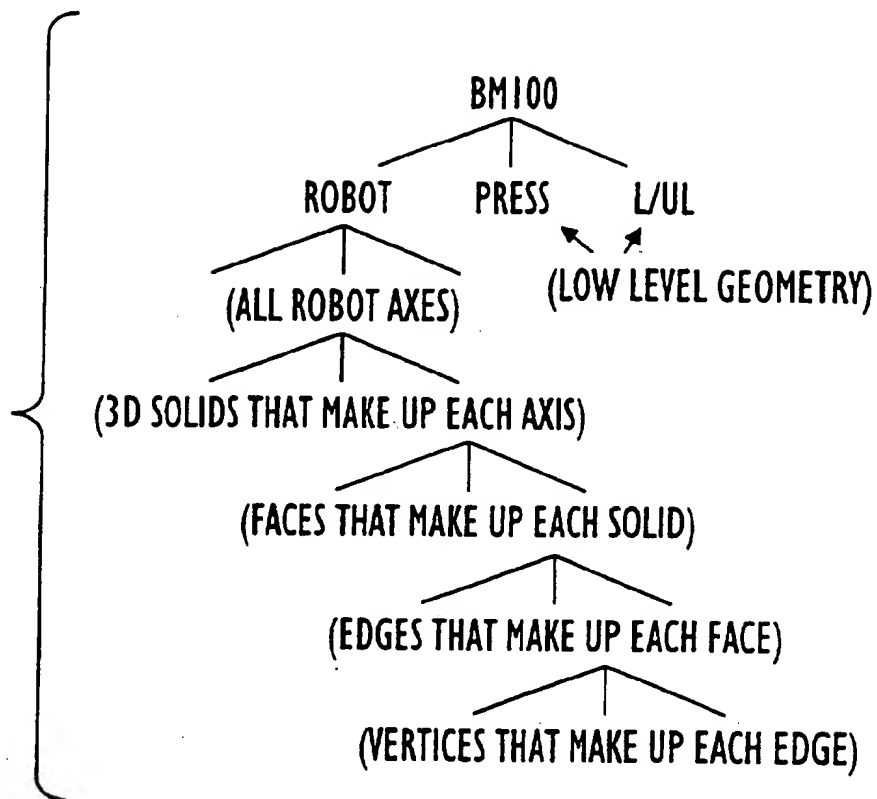 BM100
ROBOT PRESS L/UL
(LOW LEVEL GEOMETRY)
(ALL ROBOT AXES)
(3D SOLIDS THAT MAKE UP EACH AXIS)
(FACES THAT MAKE UP EACH SOLID)
(EDGES THAT MAKE UP EACH FACE)
(VERTICES THAT MAKE UP EACH EDGE)